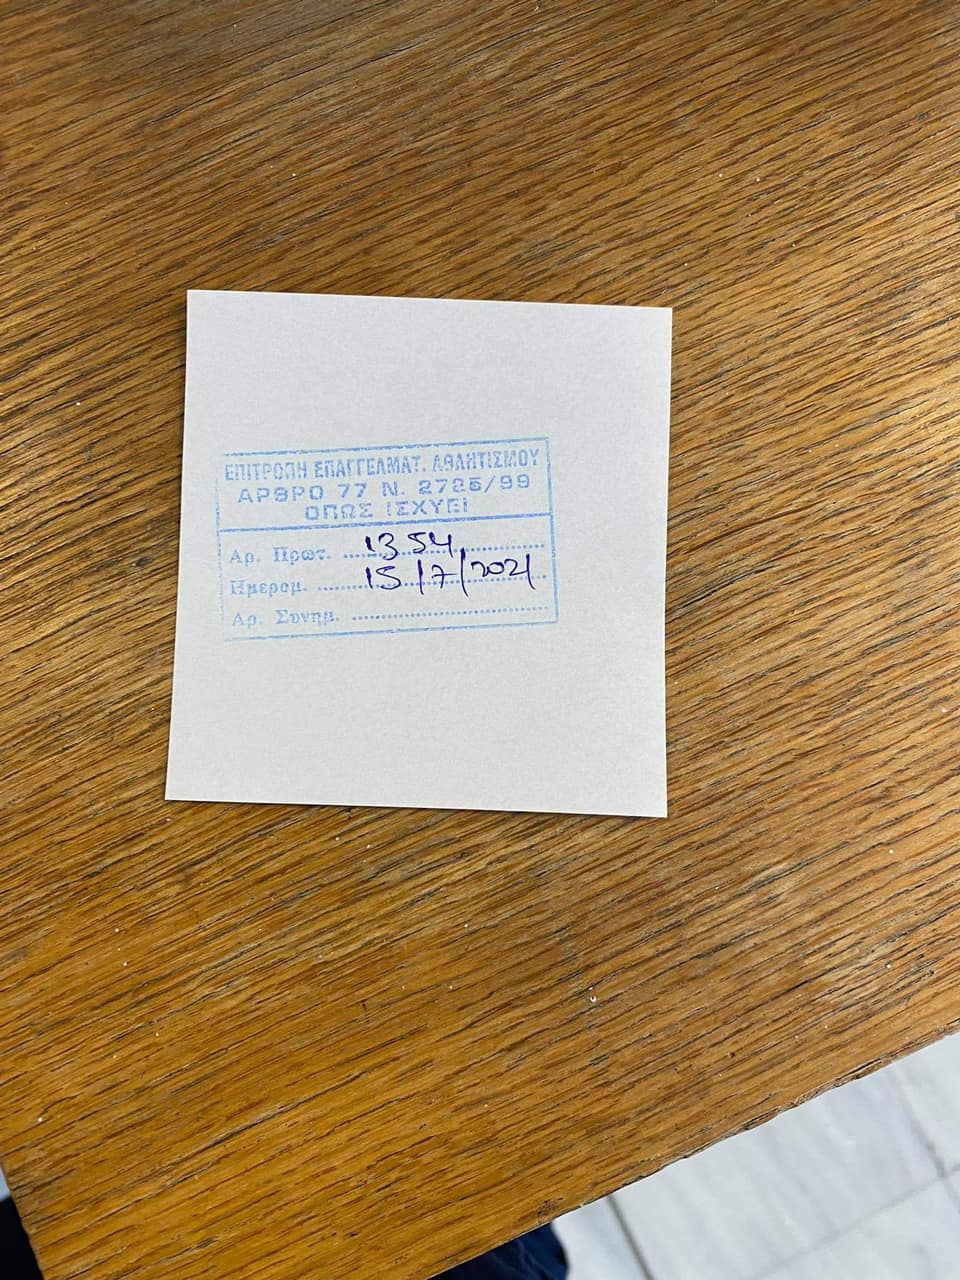 ΕΠΙΤΡΟΠΗ ΕΠΑΓΓΕΛΜΑΤ. ΑΘΛΗΤΙΣΜΟΥ
ΑΡΘΡΟ 77 Ν. 2725/99
ΟΠΩΣ ΙΣΧΥΕΙ
Αρ. Πρωτ. 1354
Ημερομ. 15/7/2021
Αρ. Συνημ.